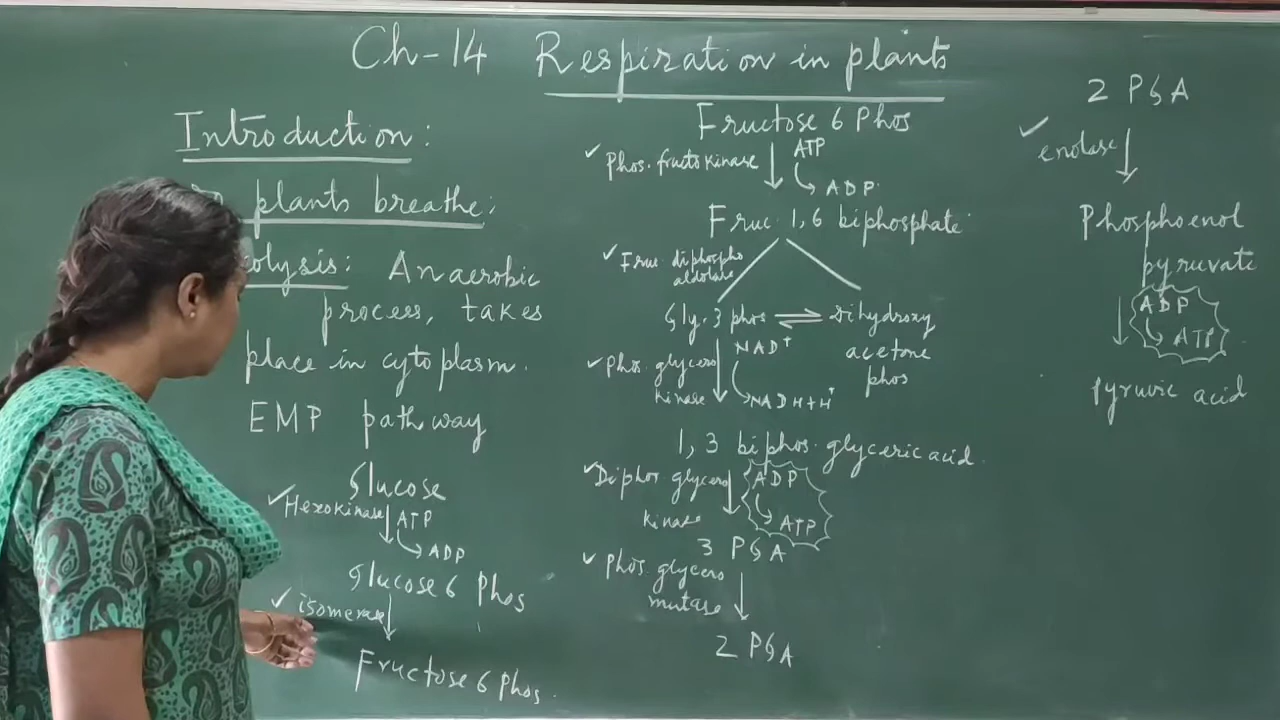 Ch-14 Respiration in plants
Introduction:
plants breathe:
olysis: Anaerobic
process, takes
place in cytoplasm.
EMP pathway
Glucose
✓Hexokinase ATP
ADP
Glucose 6 Phos
✓isomerase
Fructose 6 Phos.
Fructose 6 Phos
✓Phos. fructokinase ATP
ADP.
Fruc. 1,6 biphosphate
✓Fruc diphospho
aldolase
Gly. 3 phos ⇌ Dihydroxy
acetone
phos
✓Phos. glycero NAD⁺
kinase NADH+H⁺
1, 3 biphos. glyceric acid.
✓Diphos glycero ADP
kinase ATP
3 PGA
✓Phos. glycero
mutase
2 PGA
2 PGA
✓enolase
Phosphoenol
pyruvate
ADP
ATP
pyruvic acid